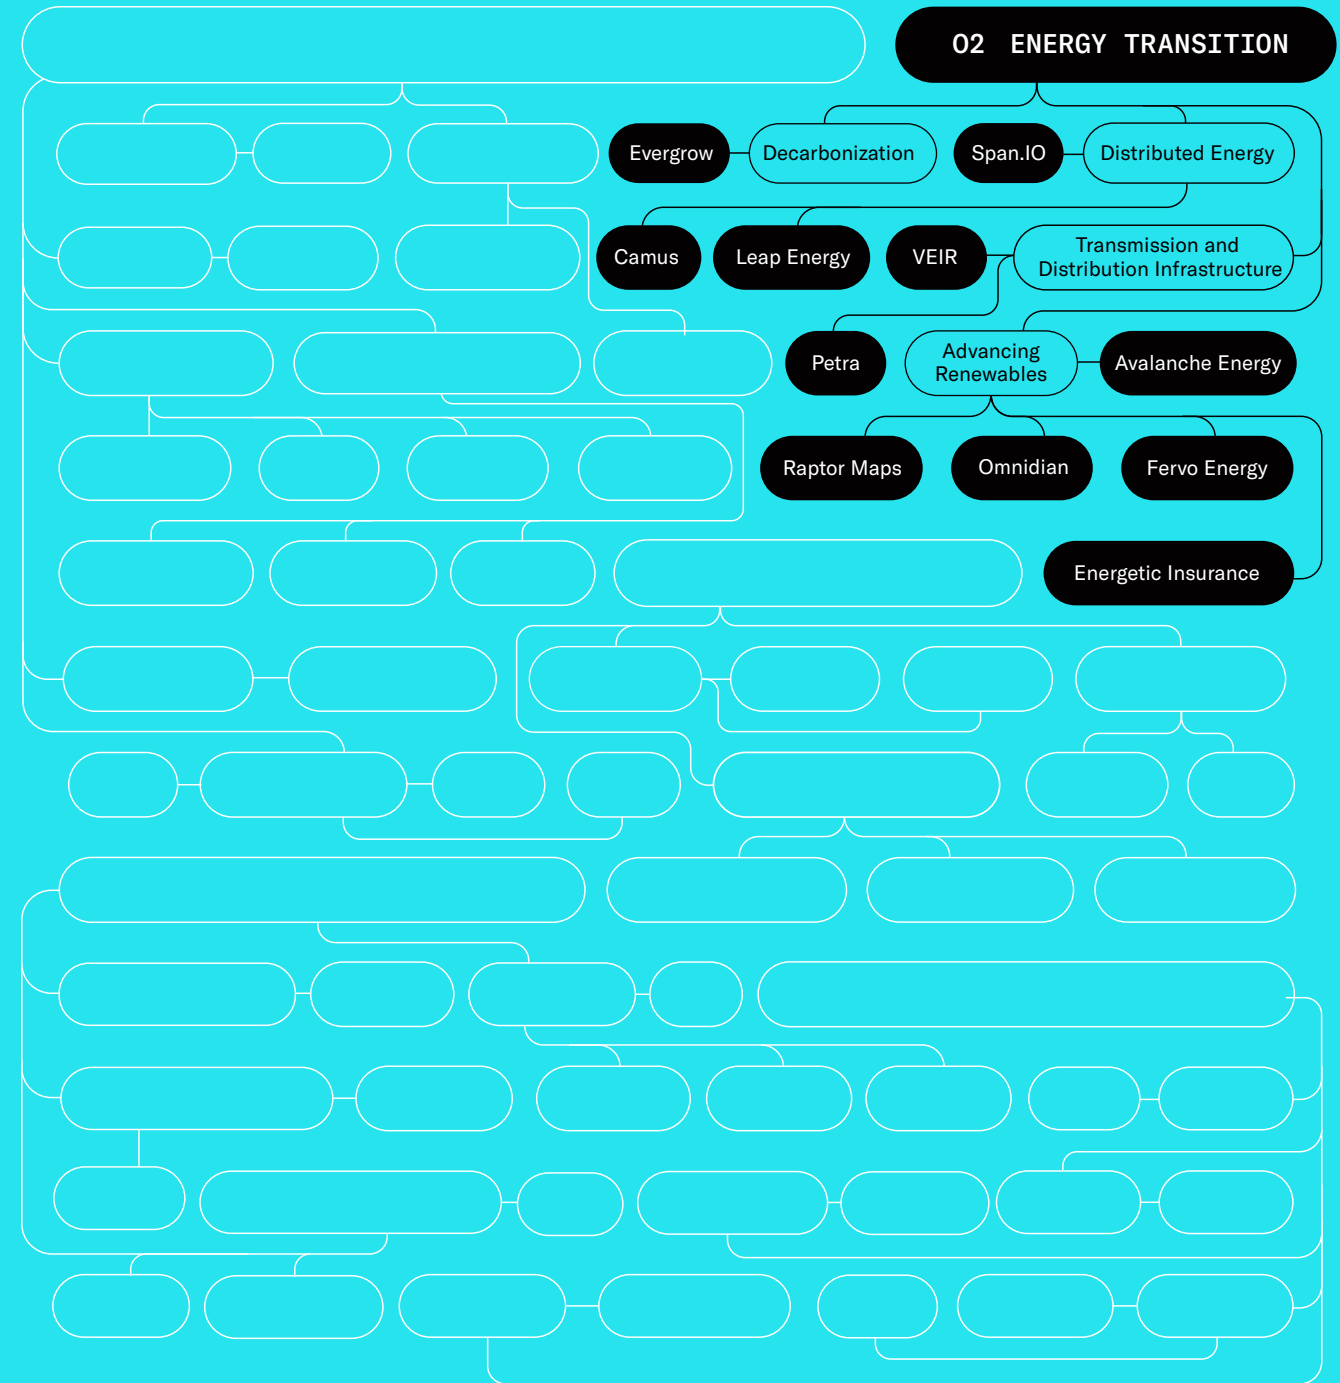 02 ENERGY TRANSITION
Evergrow
Decarbonization
Span.IO
Distributed Energy
Camus
Leap Energy
VEIR
Transmission and
Distribution Infrastructure
Petra
Advancing
Renewables
Avalanche Energy
Raptor Maps
Omnidian
Fervo Energy
Energetic Insurance